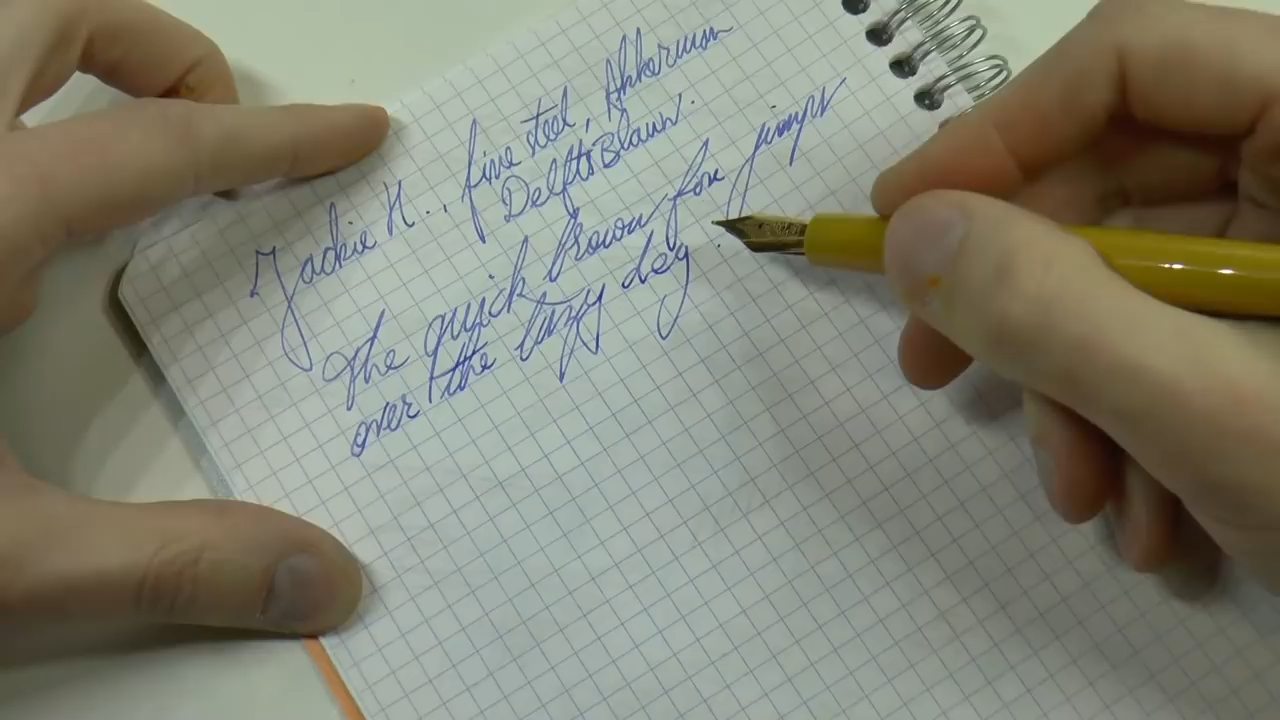 Jackie H.., fine steel, Akkerman
Delfts Blauw.
The quick brown fox jumps
over the lazy dog.